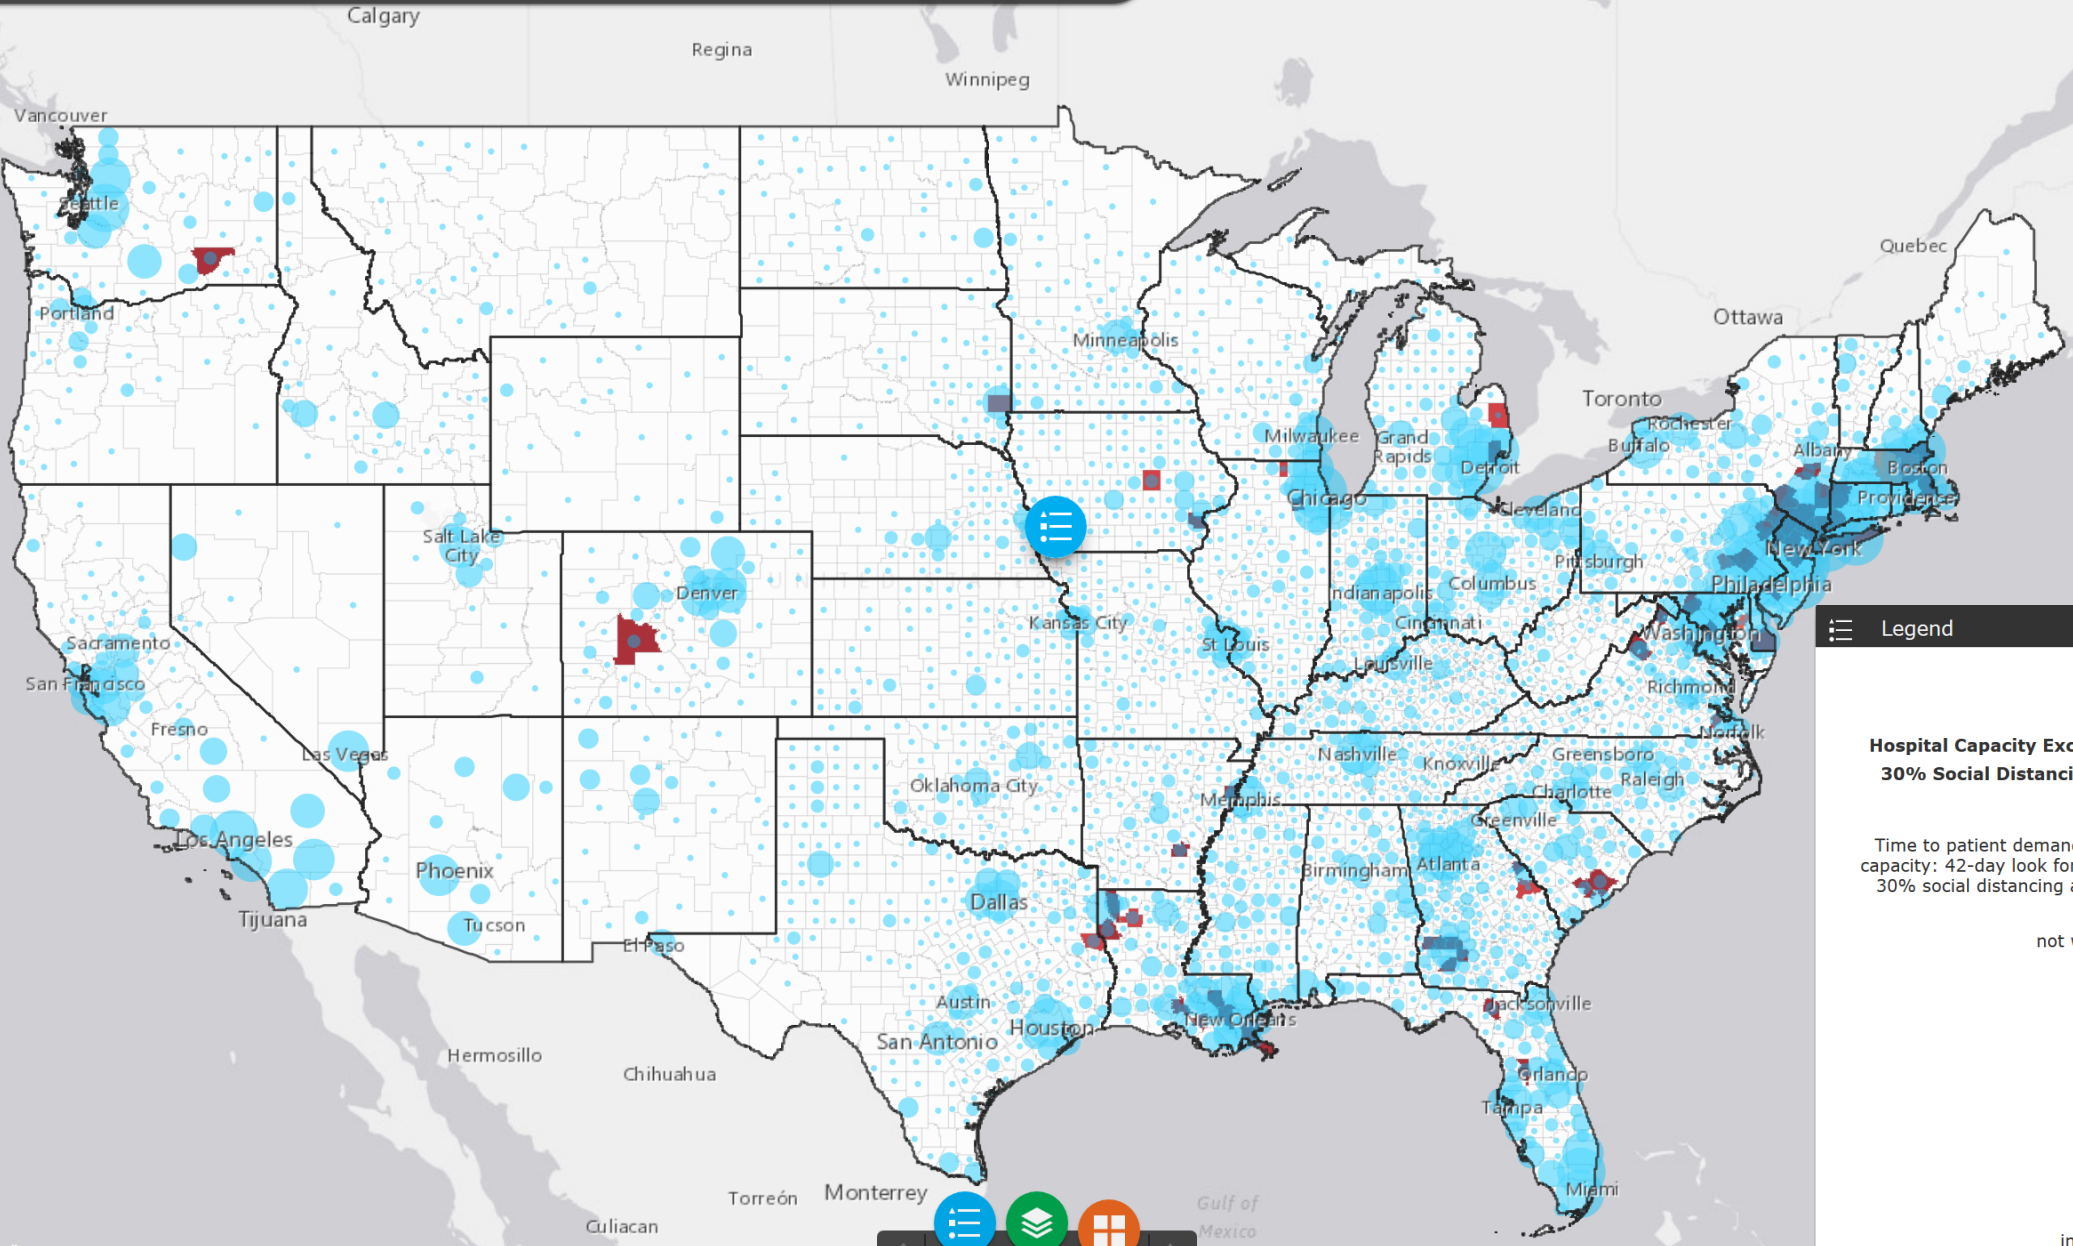 Calgary
Regina
Winnipeg
Vancouver
Seattle
Quebec
Portland
Ottawa
Minneapolis
Toronto
Rochester
Milwaukee
Grand
Rapids
Buffalo
Albany
Detroit
Boston
Chicago
Providence
Cleveland
Salt Lake
City
New York
Pittsburgh
Denver
Columbus
Philadelphia
Indianapolis
Kansas City
Cincinnati
Legend
Sacramento
St Louis
Washington
Louisville
San Francisco
Richmond
Fresno
Norfolk
Las Vegas
Nashville
Knoxville
Greensboro
Hospital Capacity Exc
30% Social Distanci
Raleigh
Oklahoma City
Memphis
Charlotte
Greenville
Los Angeles
Time to patient deman
capacity: 42-day look for
30% social distancing a
Phoenix
Birmingham
Atlanta
Dallas
Tijuana
Tucson
El Paso
not
Austin
Jacksonville
New Orleans
Houston
San Antonio
Hermosillo
Chihuahua
Orlando
Tampa
Miami
Torreón
Monterrey
Gulf of
Mexico
Culiacan
in